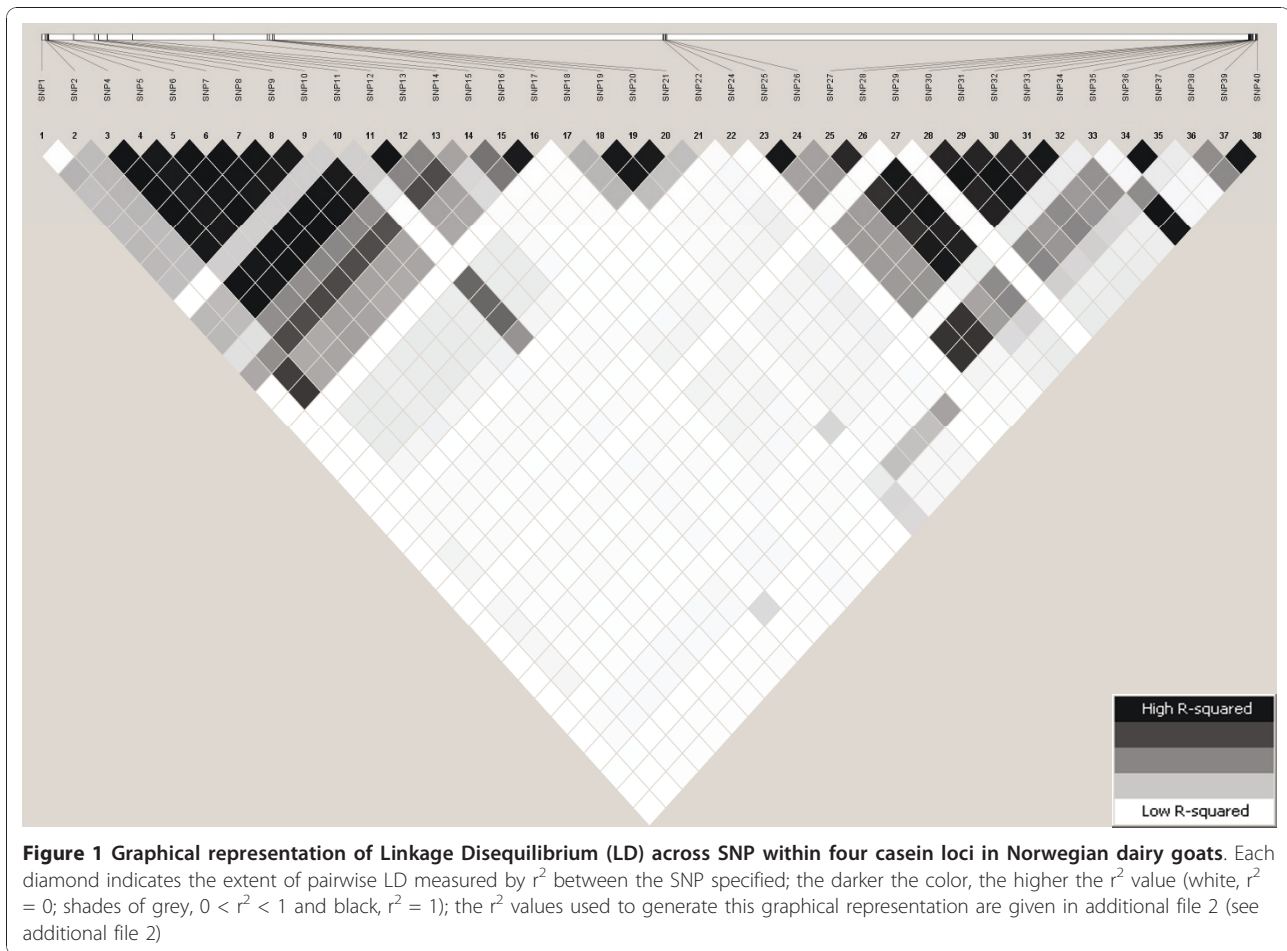 SNP1 SNP2 SNP4 SNP5 SNP6 SNP7 SNP8 SNP9 SNP10 SNP11 SNP12 SNP13 SNP14 SNP15 SNP16 SNP17 SNP18 SNP19 SNP20 SNP21 SNP22 SNP24 SNP25 SNP26 SNP27 SNP28 SNP29 SNP30 SNP31 SNP32 SNP33 SNP34 SNP35 SNP36 SNP37 SNP38 SNP39 SNP40
1 2 3 4 5 6 7 8 9 10 11 12 13 14 15 16 17 18 19 20 21 22 23 24 25 26 27 28 29 30 31 32 33 34 35 36 37 38
High R-squared
Low R-squared
Figure 1 Graphical representation of Linkage Disequilibrium (LD) across SNP within four casein loci in Norwegian dairy goats. Each
diamond indicates the extent of pairwise LD measured by r² between the SNP specified; the darker the color, the higher the r² value (white, r²
= 0; shades of grey, 0 < r² < 1 and black, r² = 1); the r² values used to generate this graphical representation are given in additional file 2 (see
additional file 2)